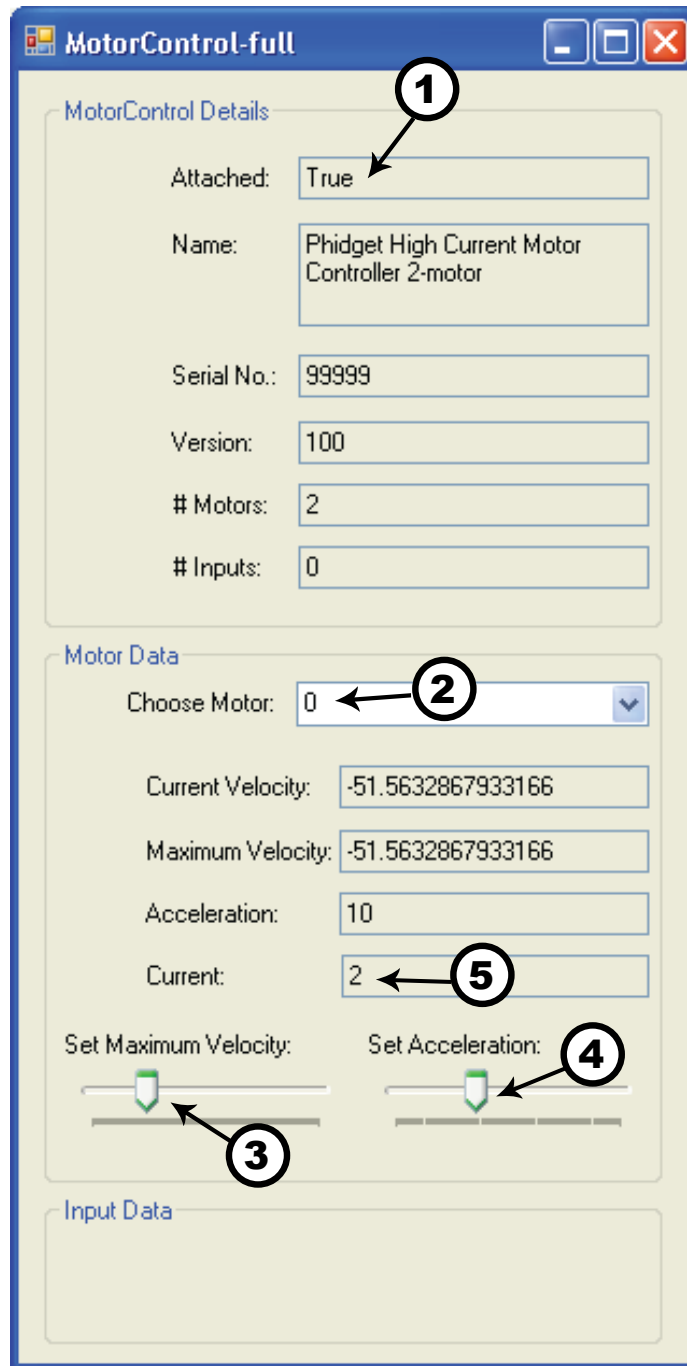 MotorControl-full
1
MotorControl Details
Attached: True
Name: Phidget High Current Motor
Controller 2-motor
Serial No.: 99999
Version: 100
# Motors: 2
# Inputs: 0
Motor Data
Choose Motor: 0 2
Current Velocity: -51.5632867933166
Maximum Velocity: -51.5632867933166
Acceleration: 10
Current: 2 5
Set Maximum Velocity: Set Acceleration: 4
3
Input Data